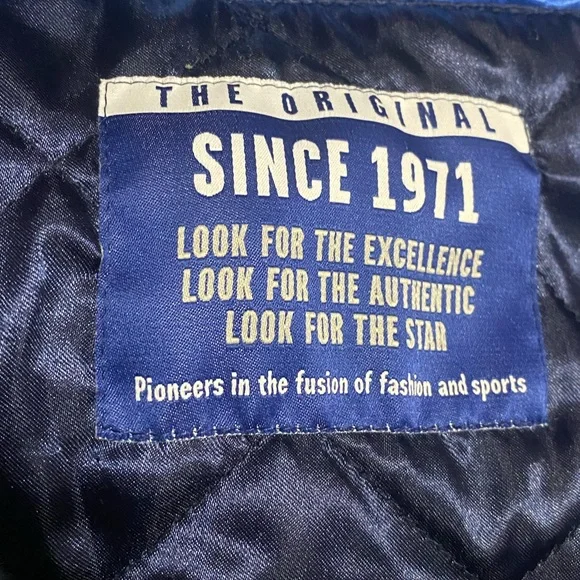 THE ORIGINAL
SINCE 1971
LOOK FOR THE EXCELLENCE
LOOK FOR THE AUTHENTIC
LOOK FOR THE STAR
Pioneers in the fusion of fashion and sports